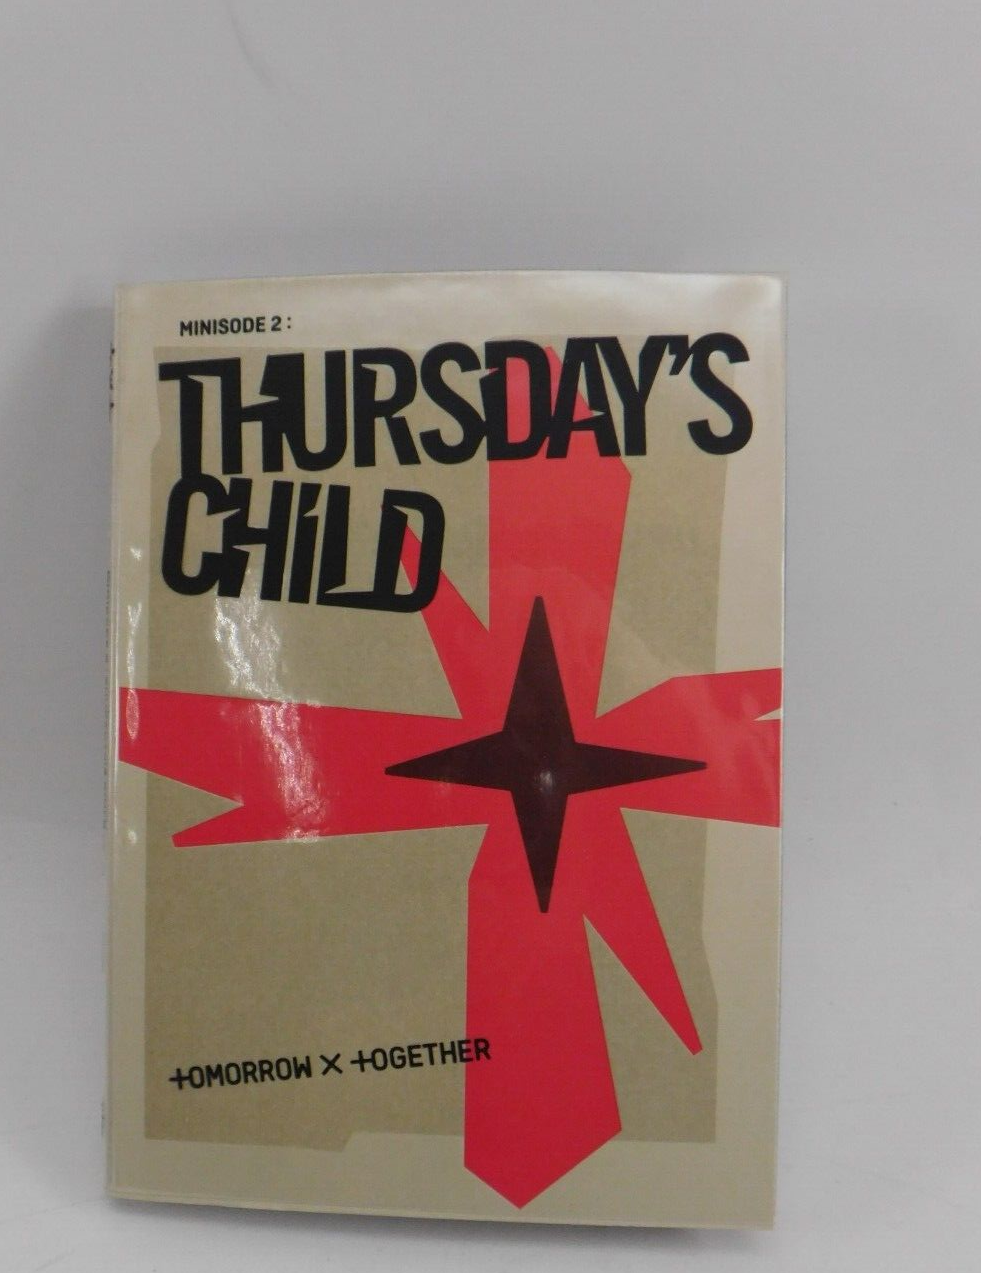 MINISODE 2:
THURSDAY'S
CHiLD
tOMORROW X tOGETHER